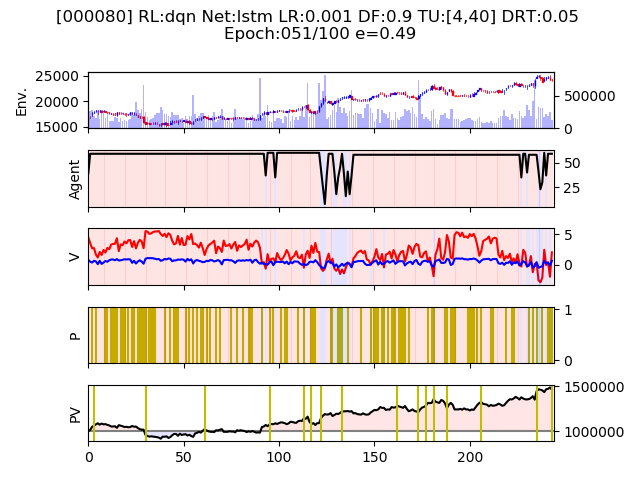 [000080] RL:dqn Net:lstm LR:0.001 DF:0.9 TU:[4,40] DRT:0.05
Epoch:051/100 e=0.49
Env.
25000
20000
15000
500000
0
Agent
50
25
V
5
0
P
1
0
PV
1500000
1000000
0
50
100
150
200